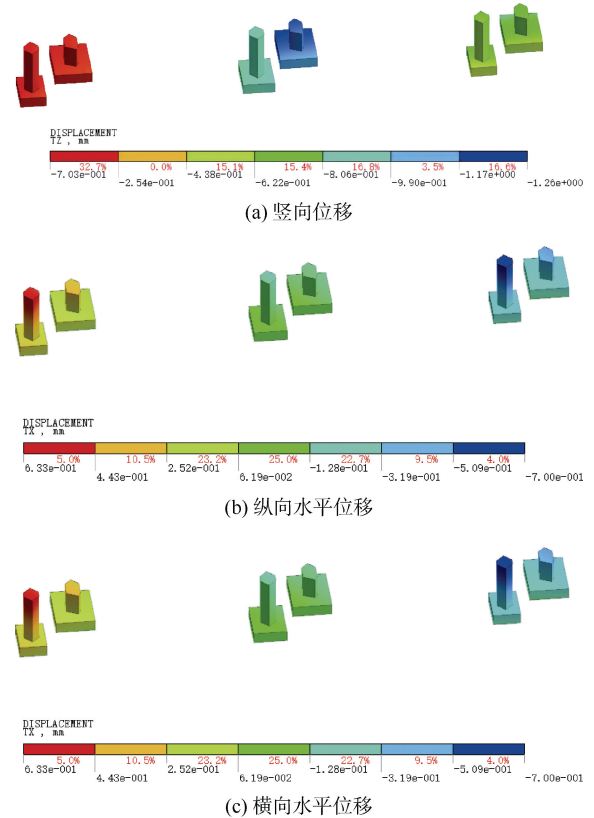 DISPLACEMENT
TZ , mm
32.7% 0.0% 15.1% 15.4% 16.8% 3.5% 16.6%
-7.03e-001 -2.54e-001 -4.38e-001 -6.22e-001 -8.06e-001 -9.90e-001 -1.17e+000 -1.26e+000
(a) 竖向位移
DISPLACEMENT
TX , mm
5.0% 10.5% 23.2% 25.0% 22.7% 9.5% 4.0%
6.33e-001 4.43e-001 2.52e-001 6.19e-002 -1.28e-001 -3.19e-001 -5.09e-001 -7.00e-001
(b) 纵向水平位移
DISPLACEMENT
TX , mm
5.0% 10.5% 23.2% 25.0% 22.7% 9.5% 4.0%
6.33e-001 4.43e-001 2.52e-001 6.19e-002 -1.28e-001 -3.19e-001 -5.09e-001 -7.00e-001
(c) 横向水平位移